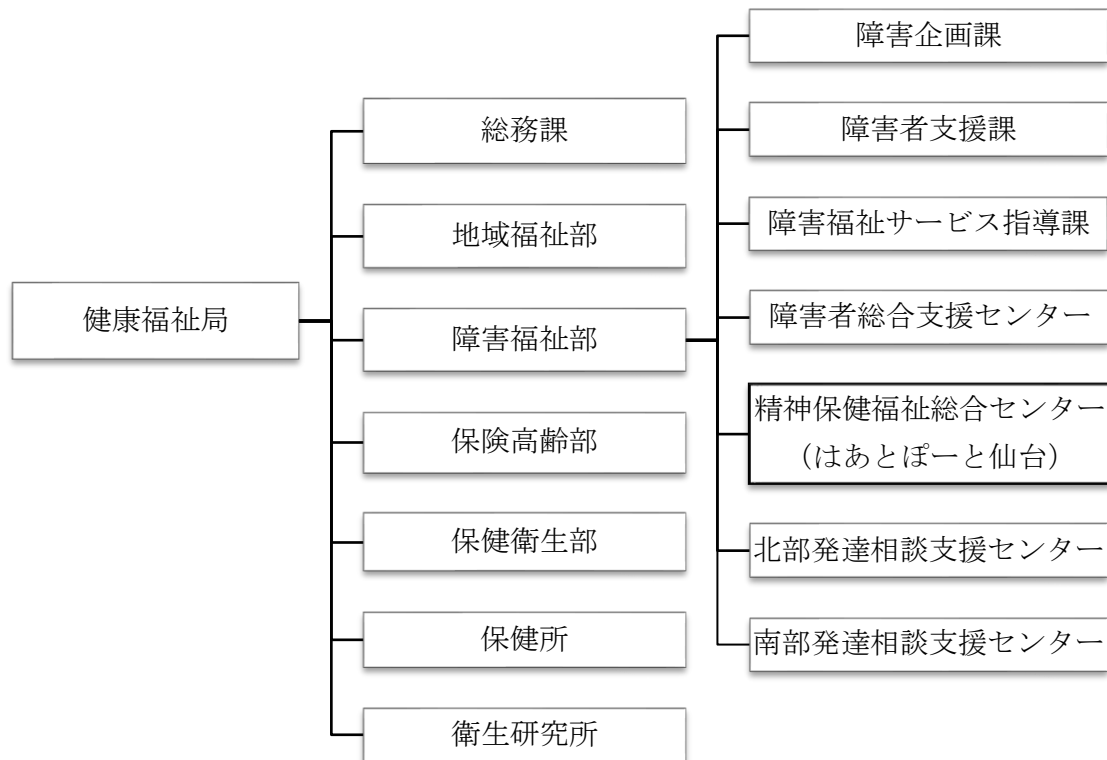 健康福祉局
総務課
地域福祉部
障害福祉部
保険高齢部
保健衛生部
保健所
衛生研究所
障害企画課
障害者支援課
障害福祉サービス指導課
障害者総合支援センター
精神保健福祉総合センター
（はあとぽーと仙台）
北部発達相談支援センター
南部発達相談支援センター